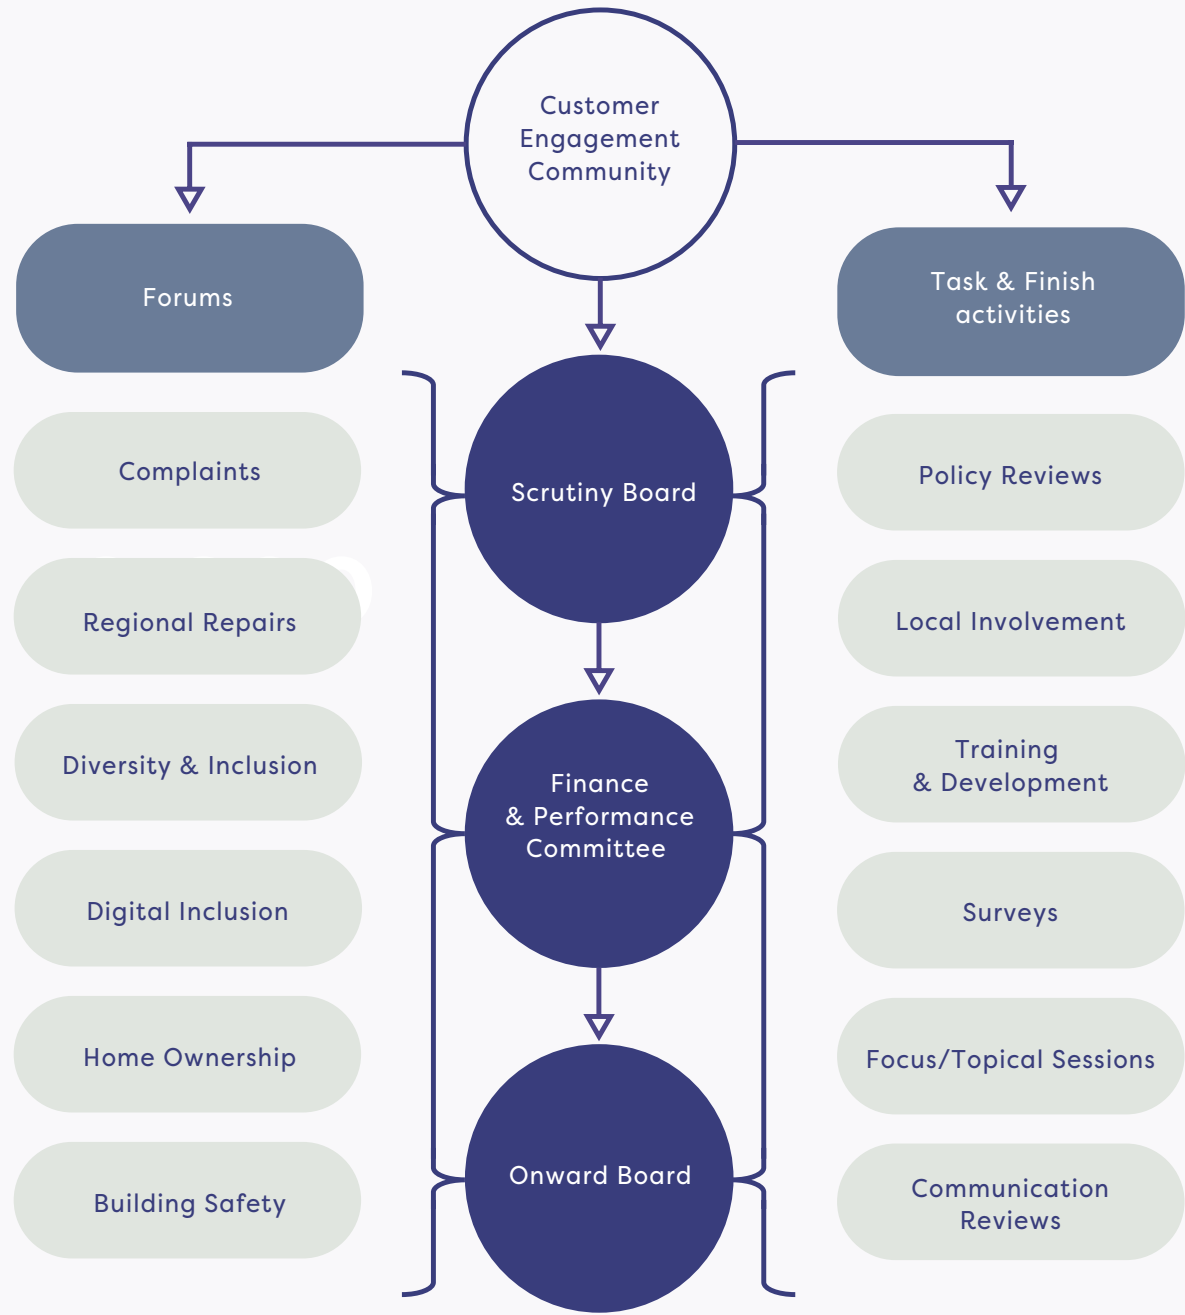 Customer
Engagement
Community
Forums
Complaints
Regional Repairs
Diversity & Inclusion
Digital Inclusion
Home Ownership
Building Safety
Scrutiny Board
Finance
& Performance
Committee
Onward Board
Task & Finish
activities
Policy Reviews
Local Involvement
Training
& Development
Surveys
Focus/Topical Sessions
Communication
Reviews